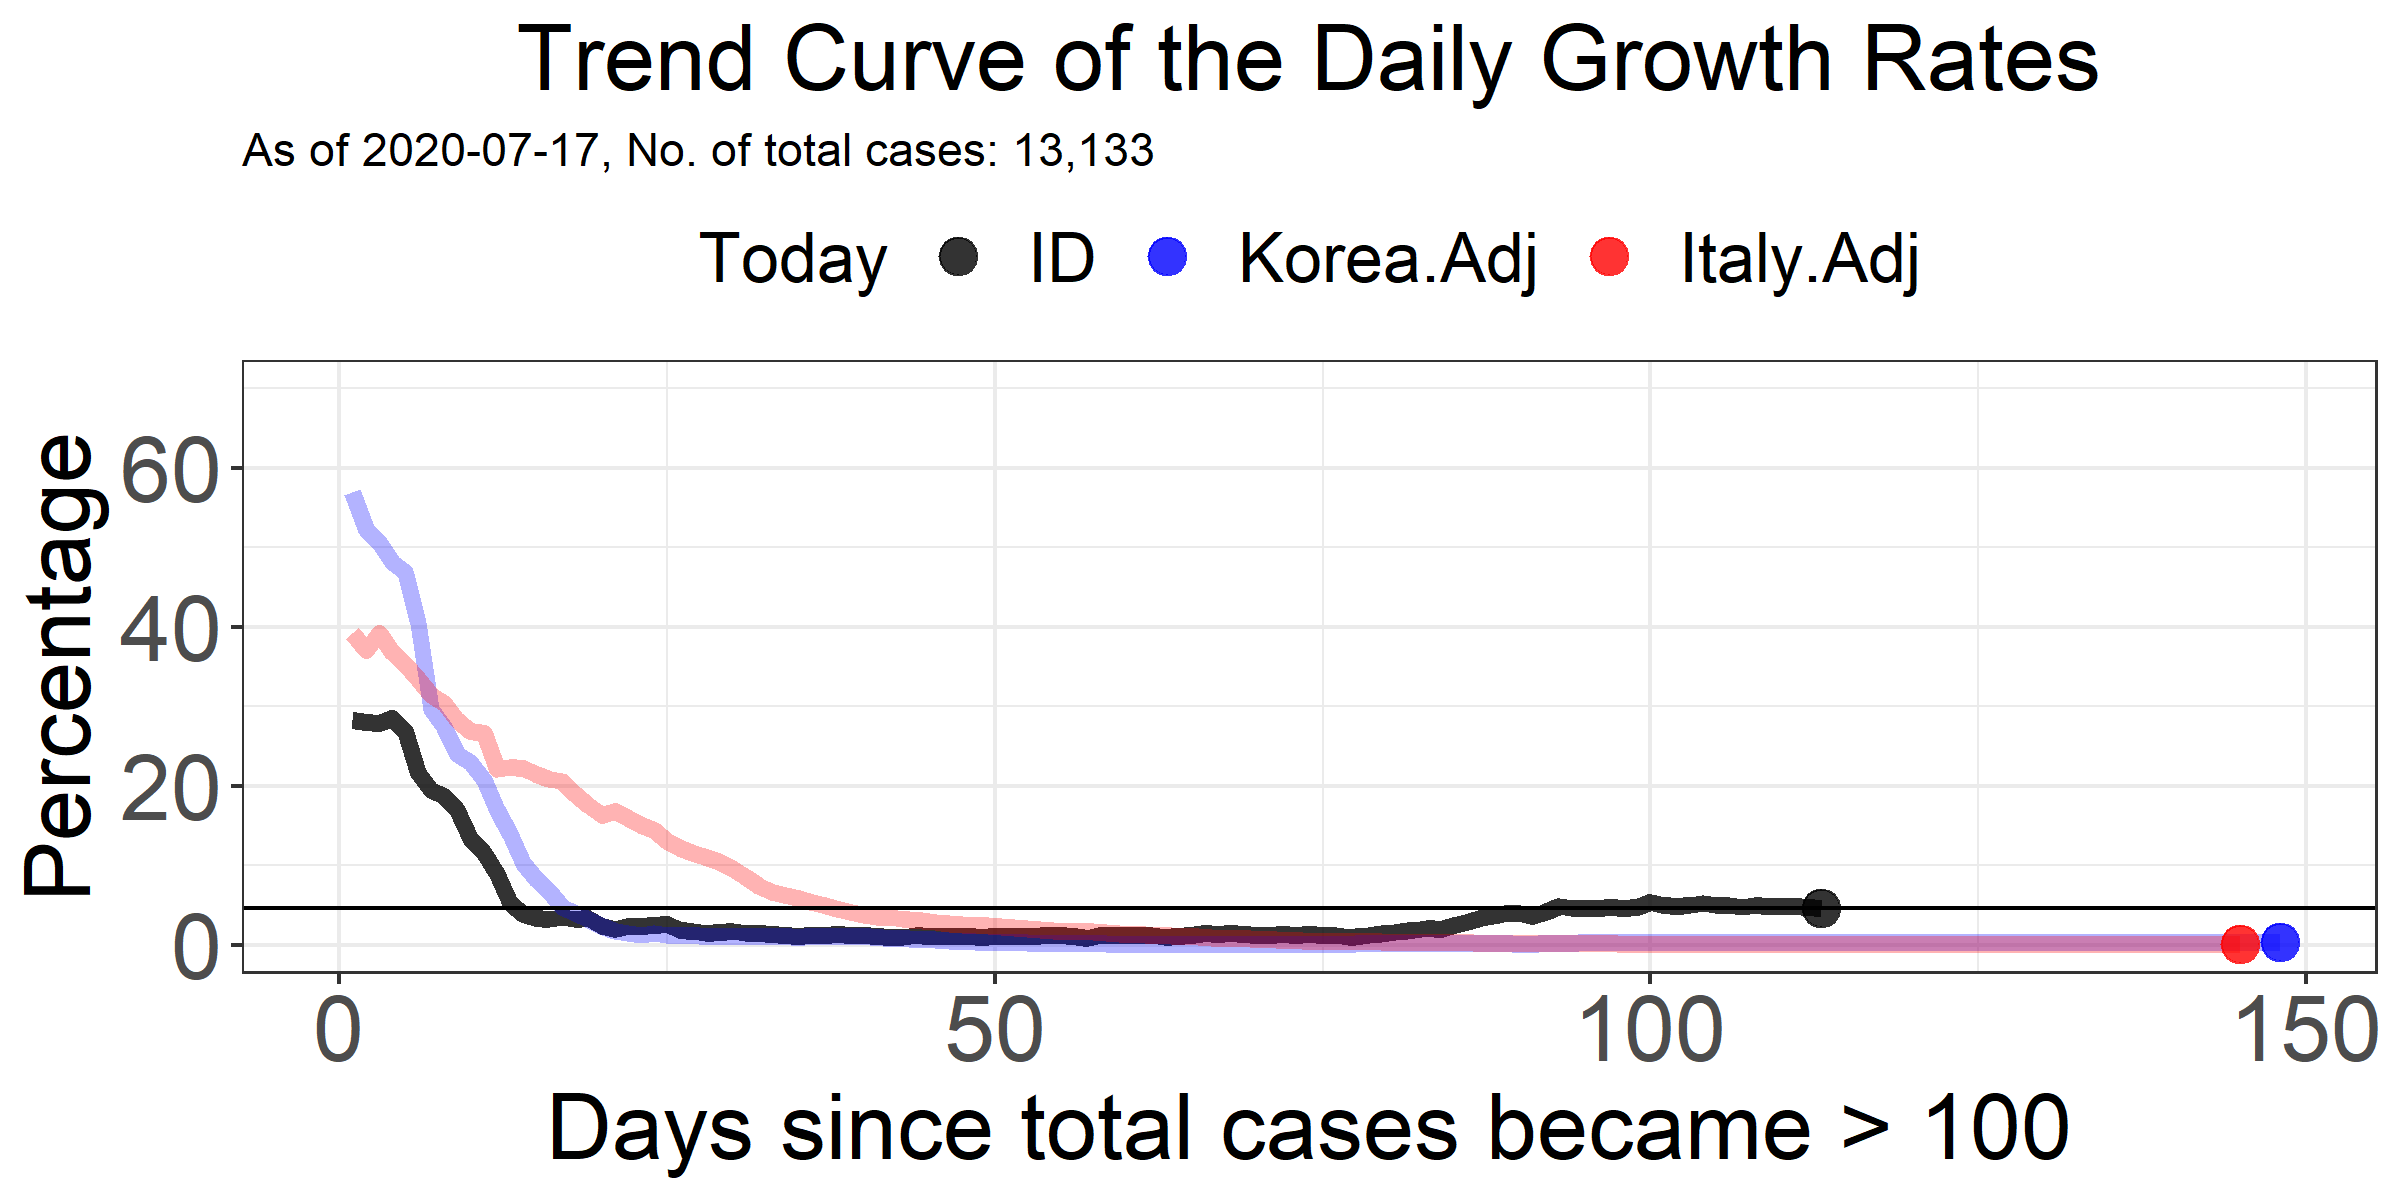 Trend Curve of the Daily Growth Rates
As of 2020-07-17, No. of total cases: 13,133
Today ID Korea.Adj Italy.Adj
Percentage
60
40
20
0
0 50 100 150
Days since total cases became > 100